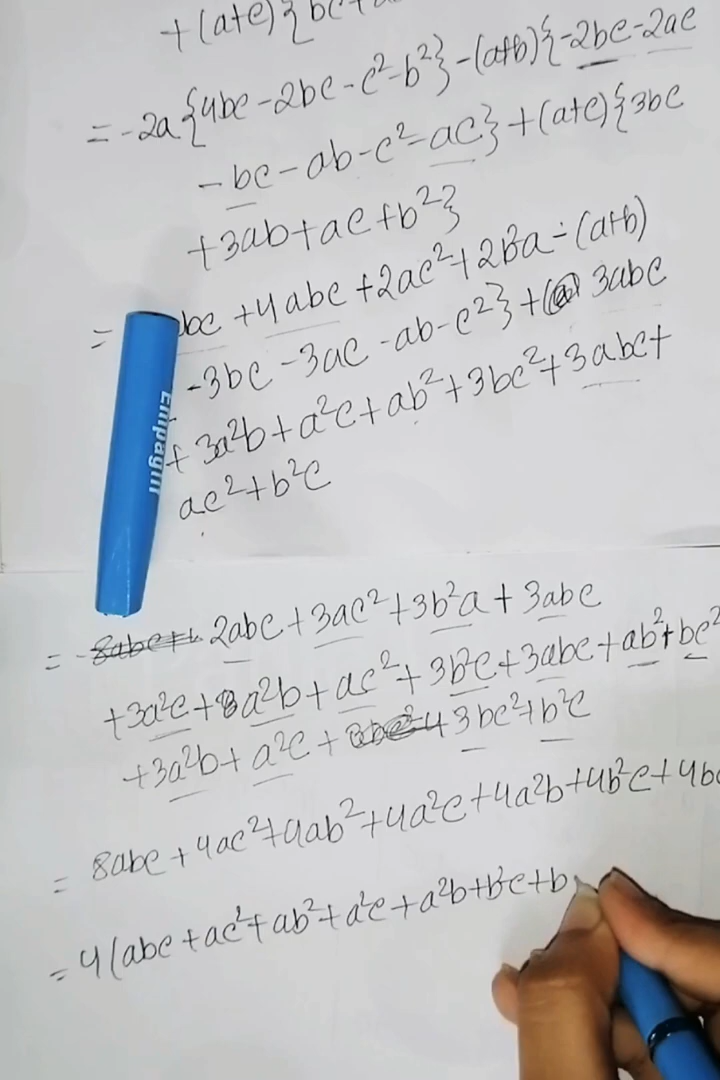 +(a+c){bc+
= -2a{4bc-2bc-c²-b²}-(a+b){-2bc-2ac
-bc-ab-c²-ac}+(a+c){3bc
+3ab+ac+b²}
= bc+4abc+2ac²+2B²a-(a+b)
-3bc-3ac-ab-c²}+( 3abc
+3a²b+a²c+ab²+3bc²+3abc+
ac²+b²c
Empaglif
= -8abc+ 2abc+3ac²+3b²a+3abc
+3a²c+3a²b+ac²+3b²c+3abc+ab²+bc²
+3a²b+a²c+ 3bc²+b²c
= 8abc+4ac²+4ab²+4a²c+4a²b+4b²c+4bc
= 4(abc+ac²+ab²+a²c+a²b+b²c+b